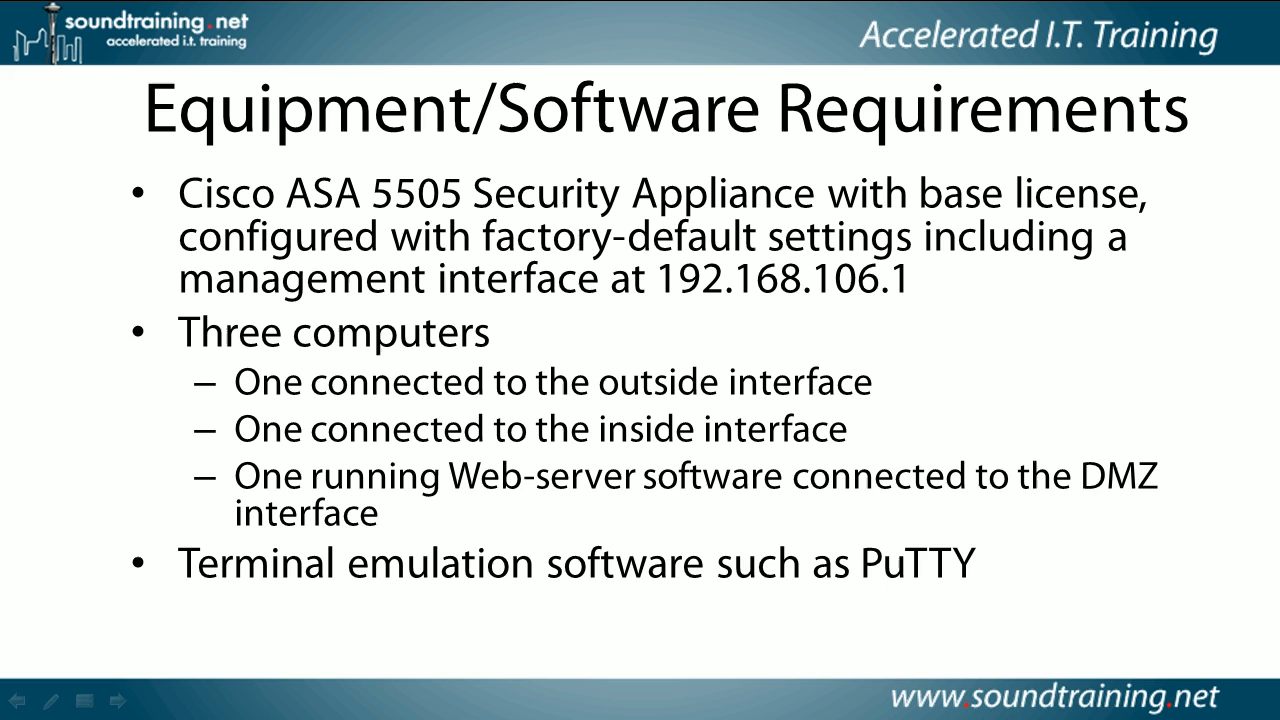 soundtraining.net
accelerated i.t. training
Accelerated I.T. Training
Equipment/Software Requirements
• Cisco ASA 5505 Security Appliance with base license,
configured with factory-default settings including a
management interface at 192.168.106.1
• Three computers
– One connected to the outside interface
– One connected to the inside interface
– One running Web-server software connected to the DMZ
interface
• Terminal emulation software such as PuTTY
www.soundtraining.net